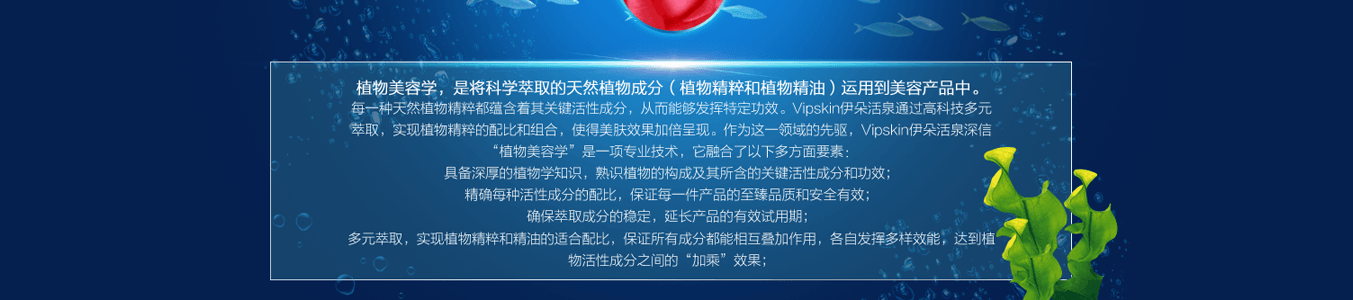 植物美容学，是将科学萃取的天然植物成分（植物精粹和植物精油）运用到美容产品中。
每一种天然植物精粹都蕴含着其关键活性成分，从而能够发挥特定功效。Vipskin伊朵活泉通过高科技多元
萃取，实现植物精粹的配比和组合，使得美肤效果加倍呈现。作为这一领域的先驱，Vipskin伊朵活泉深信
“植物美容学”是一项专业技术，它融合了以下多方面要素：
具备深厚的植物学知识，熟识植物的构成及其所含的关键活性成分和功效；
精确每种活性成分的配比，保证每一件产品的至臻品质和安全有效；
确保萃取成分的稳定，延长产品的有效试用期；
多元萃取，实现植物精粹和精油的适合配比，保证所有成分都能相互叠加作用，各自发挥多样效能，达到植
物活性成分之间的“加乘”效果；